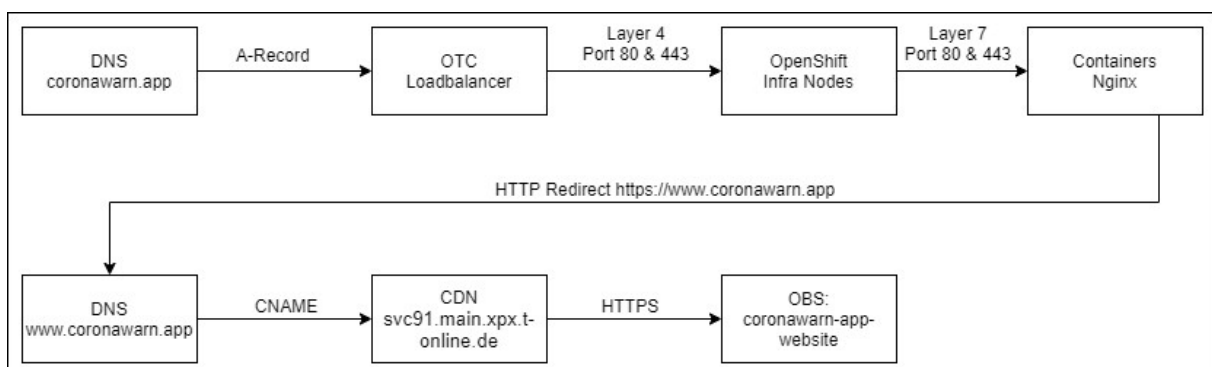 DNS
coronawarn.app
A-Record
OTC
Loadbalancer
Layer 4
Port 80 & 443
OpenShift
Infra Nodes
Layer 7
Port 80 & 443
Containers
Nginx
HTTP Redirect https://www.coronawarn.app
DNS
www.coronawarn.app
CNAME
CDN
svc91.main.xpx.t-
online.de
HTTPS
OBS:
coronawarn-app-
website